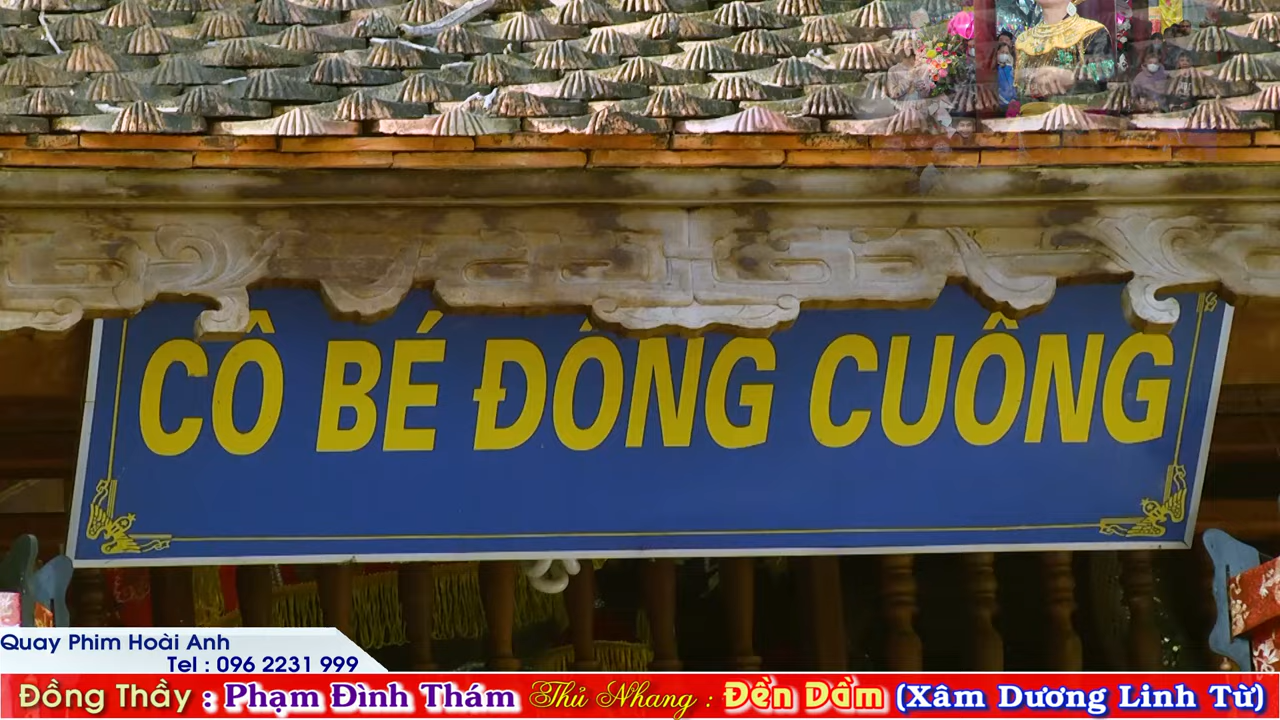 CÔ BÉ ĐÔNG CUÔNG
Quay Phim Hoài Anh
Tel : 096 2231 999
Đồng Thầy : Phạm Đình Thám Thủ Nhang : Đền Dầm (Xâm Dương Linh Từ)